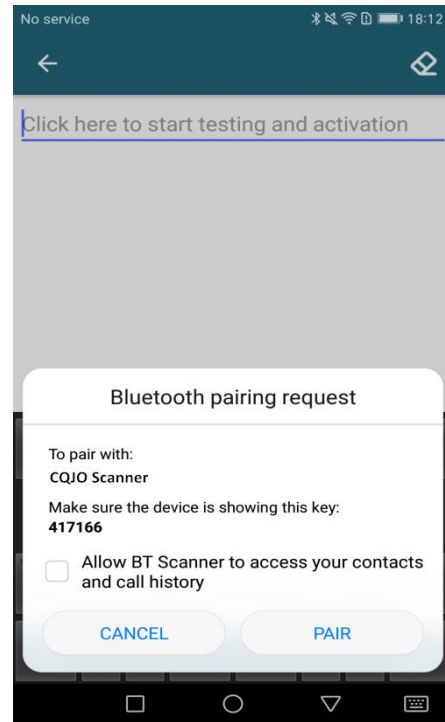 No service 18:12
Click here to start testing and activation
Bluetooth pairing request
To pair with:
CQJO Scanner
Make sure the device is showing this key:
417166
Allow BT Scanner to access your contacts
and call history
CANCEL PAIR